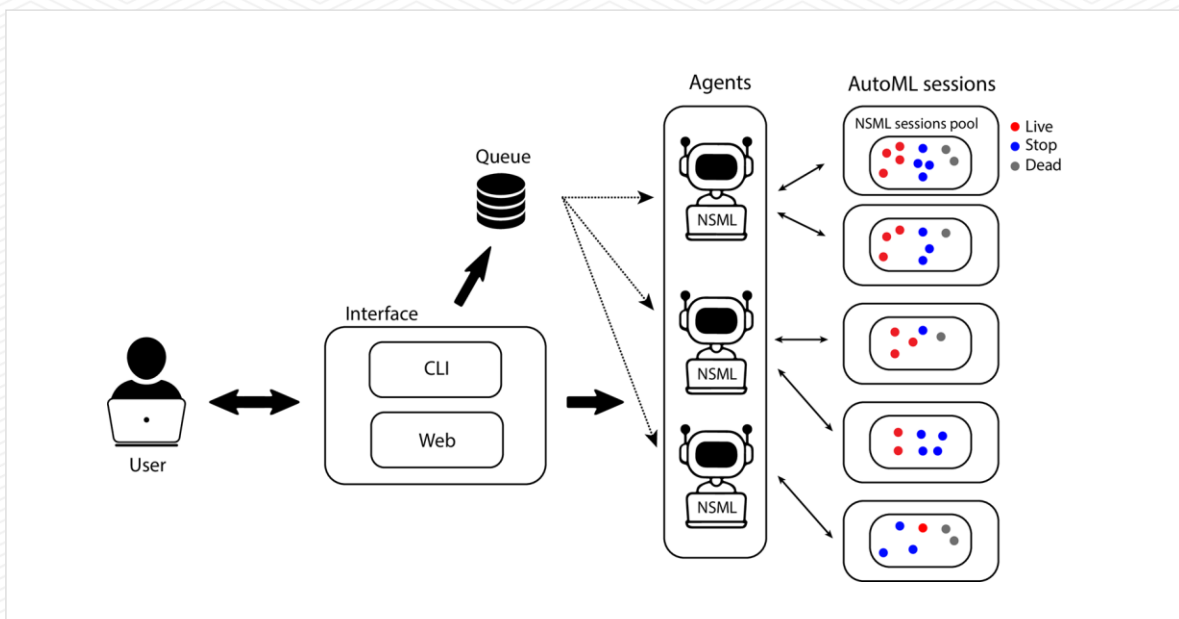 Agents
AutoML sessions
NSML sessions pool
Live
Stop
Dead
Queue
NSML
Interface
CLI
Web
User
NSML
NSML